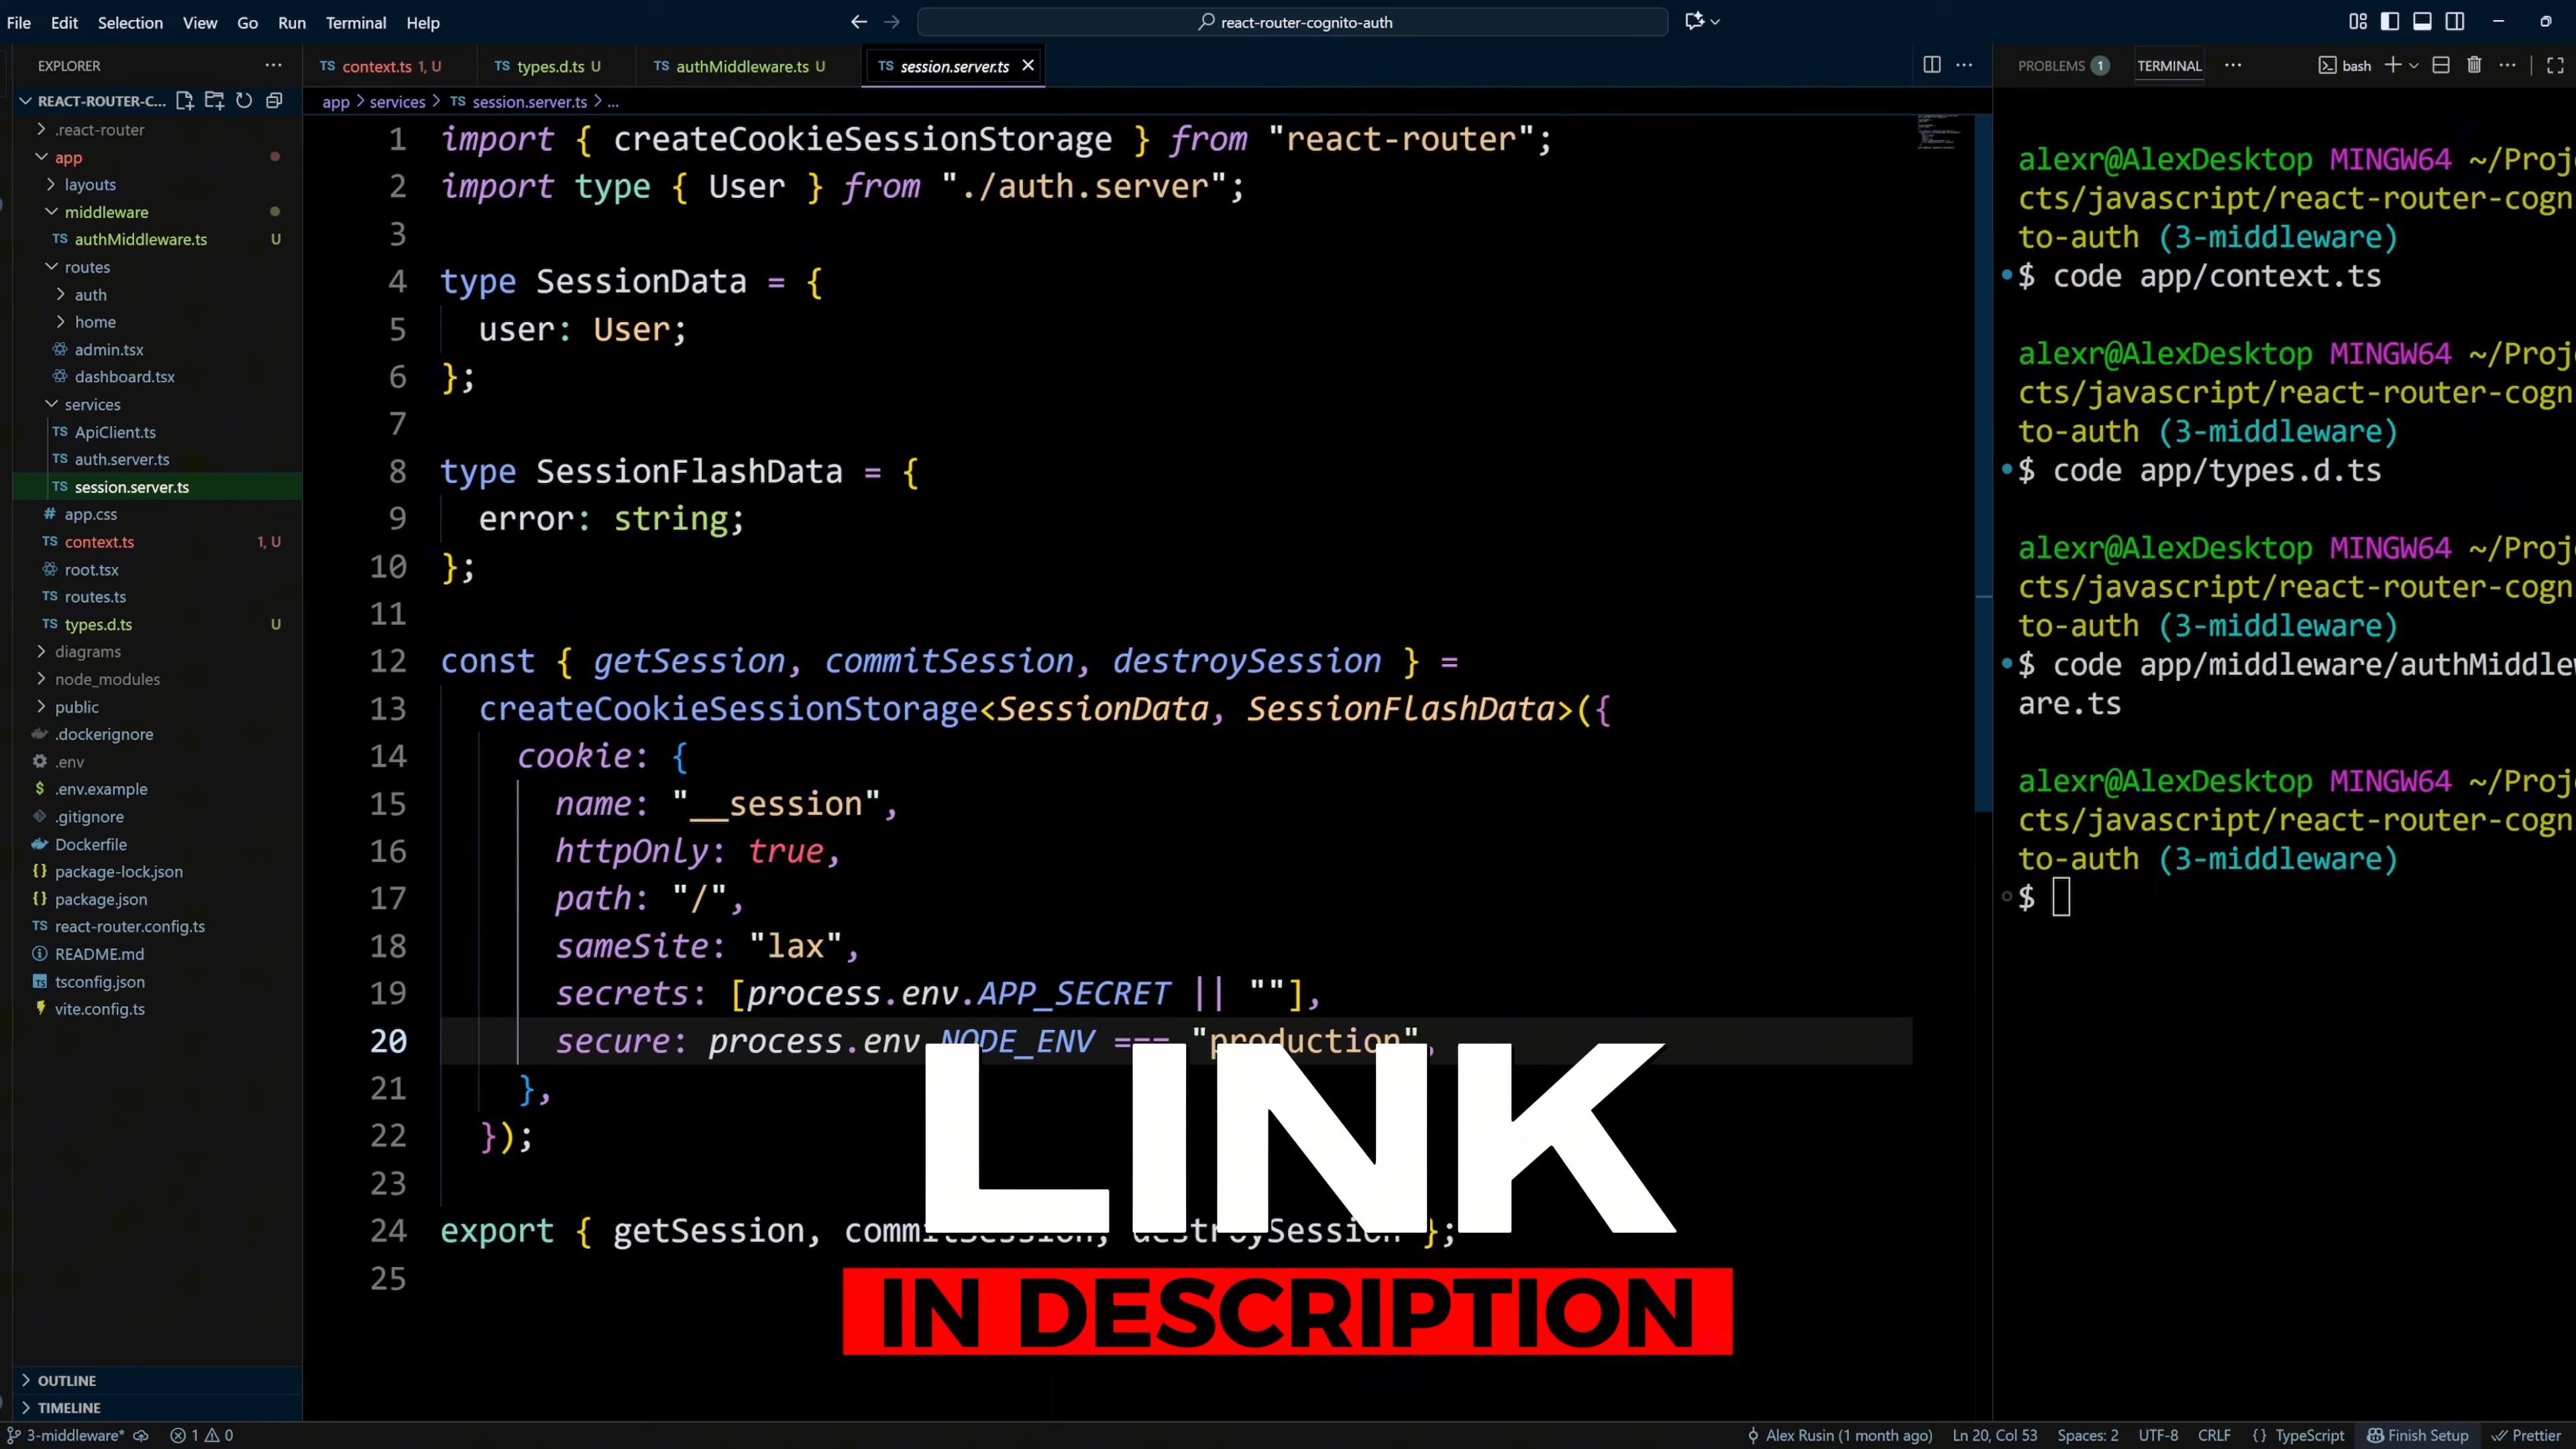 File Edit Selection View Go Run Terminal Help
react-router-cognito-auth
EXPLORER
REACT-ROUTER-C...
.react-router
app
layouts
middleware
TS authMiddleware.ts U
routes
auth
home
admin.tsx
dashboard.tsx
services
TS ApiClient.ts
TS auth.server.ts
TS session.server.ts
# app.css
TS context.ts 1, U
root.tsx
TS routes.ts
TS types.d.ts U
diagrams
node_modules
public
.dockerignore
.env
$ .env.example
.gitignore
Dockerfile
{} package-lock.json
{} package.json
TS react-router.config.ts
README.md
tsconfig.json
vite.config.ts
OUTLINE
TIMELINE
TS context.ts 1, U TS types.d.ts U TS authMiddleware.ts U TS session.server.ts
app > services > TS session.server.ts > ...
1 import { createCookieSessionStorage } from "react-router";
2 import type { User } from "./auth.server";
3
4 type SessionData = {
5 user: User;
6 };
7
8 type SessionFlashData = {
9 error: string;
10 };
11
12 const { getSession, commitSession, destroySession } =
13 createCookieSessionStorage<SessionData, SessionFlashData>({
14 cookie: {
15 name: "__session",
16 httpOnly: true,
17 path: "/",
18 sameSite: "lax",
19 secrets: [process.env.APP_SECRET || ""],
20 secure: process.env.NODE_ENV === "production",
21 },
22 });
23
24 export { getSession, commitSession, destroySession };
25
LINK
IN DESCRIPTION
PROBLEMS 1 TERMINAL ... bash
alexr@AlexDesktop MINGW64 ~/Proj
cts/javascript/react-router-cogn
to-auth (3-middleware)
$ code app/context.ts
alexr@AlexDesktop MINGW64 ~/Proj
cts/javascript/react-router-cogn
to-auth (3-middleware)
$ code app/types.d.ts
alexr@AlexDesktop MINGW64 ~/Proj
cts/javascript/react-router-cogn
to-auth (3-middleware)
$ code app/middleware/authMiddlew
are.ts
alexr@AlexDesktop MINGW64 ~/Proj
cts/javascript/react-router-cogn
to-auth (3-middleware)
$
3-middleware* 1 0 Alex Rusin (1 month ago) Ln 20, Col 53 Spaces: 2 UTF-8 CRLF {} TypeScript Finish Setup Prettier